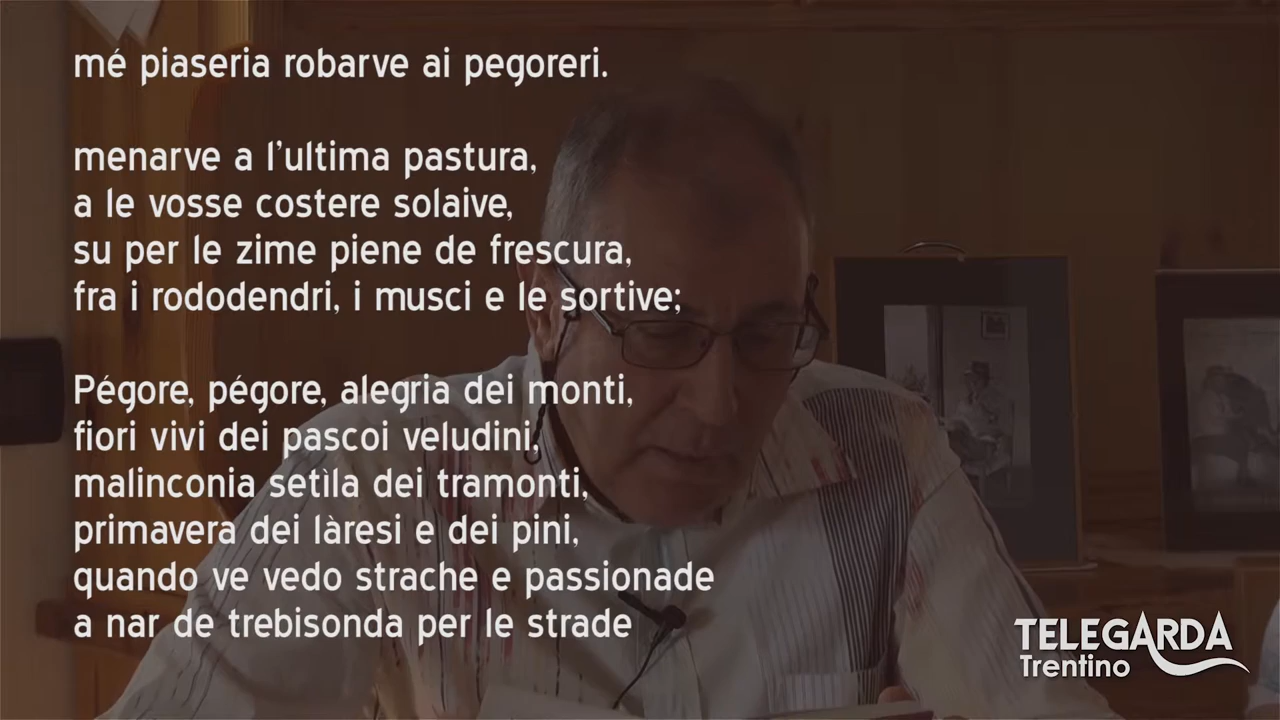 mé piaseria robarve ai pegoreri.
menarve a l'ultima pastura,
a le vosse costere solaive,
su per le zime piene de frescura,
fra i rododendri, i musci e le sortive;
Pégore, pégore, alegria dei monti,
fiori vivi dei pascoi veludini,
malinconia setìla dei tramonti,
primavera dei làresi e dei pini,
quando ve vedo strache e passionade
a nar de trebisonda per le strade
TELEGARDA
Trentino